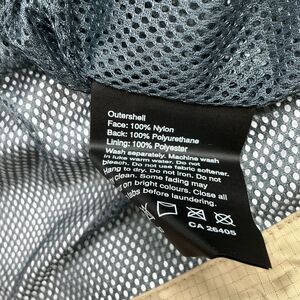 Outershell
Face: 100% Nylon
Back: 100% Polyurethane
Lining: 100% Polyester
Wash separately. Machine wash
in luke warm water. Do not
bleach. Do not use fabric softener.
Hang to dry. Do not iron. Do not
clean. Some fading may
on bright colours. Close all
tabs before laundering.
CA 26405